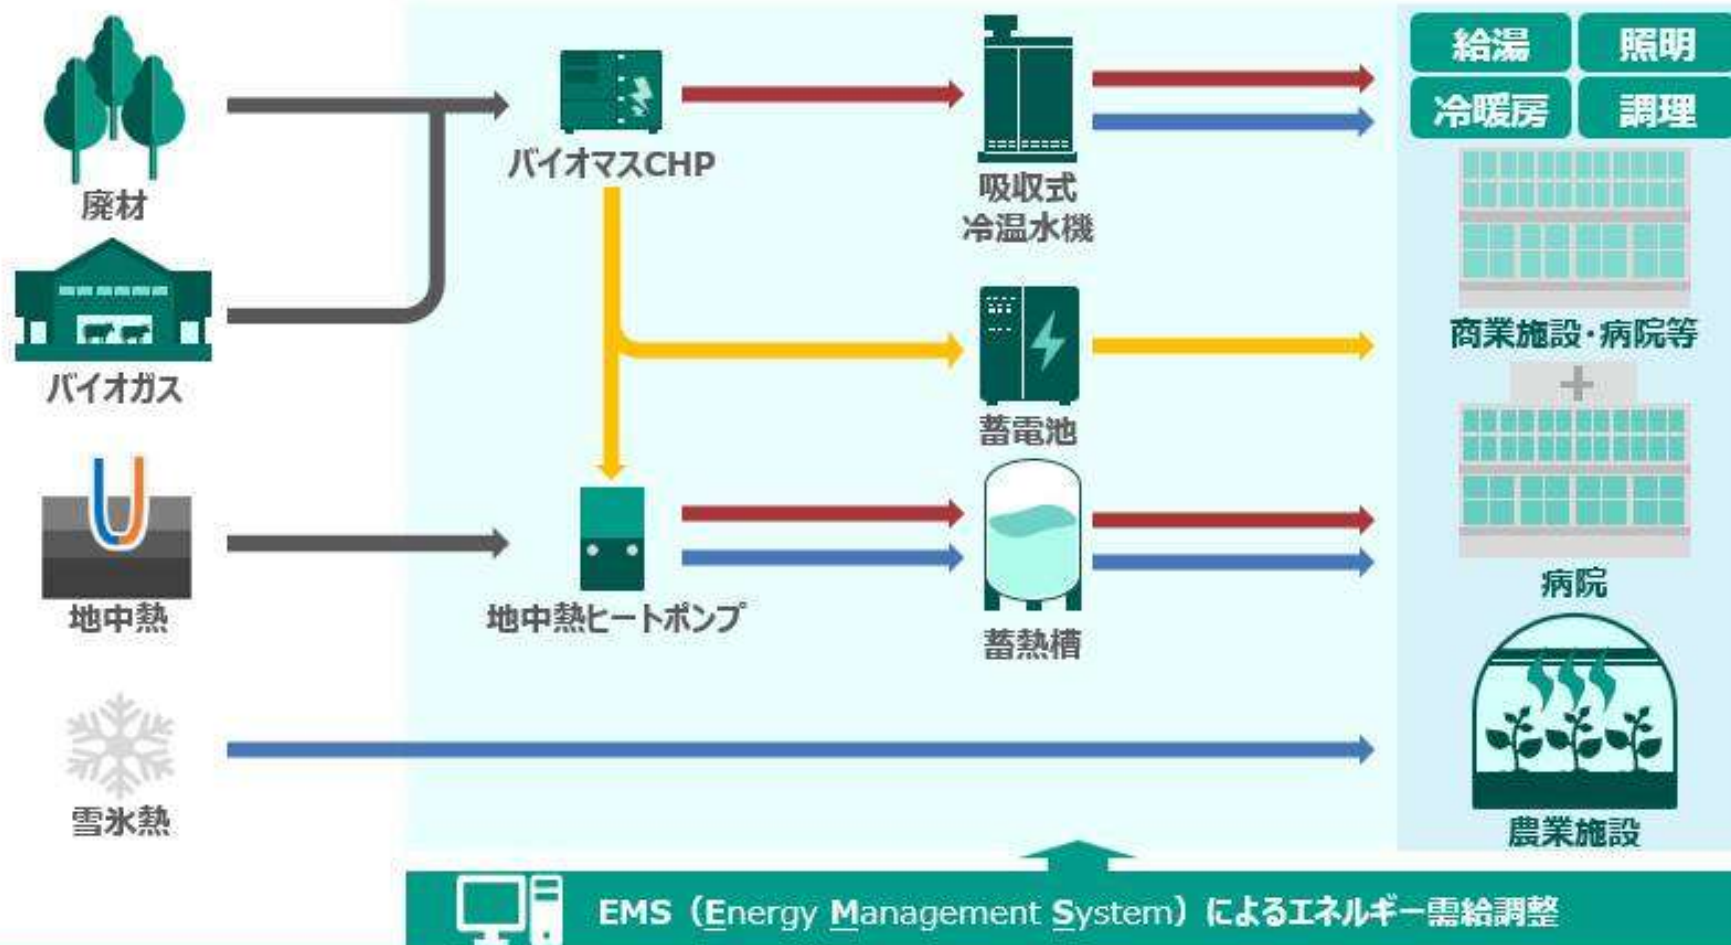 廃材
バイオガス
地中熱
雪氷熱
バイオマスCHP
地中熱ヒートポンプ
吸収式
冷温水機
蓄電池
蓄熱槽
給湯
照明
冷暖房
調理
商業施設・病院等
病院
農業施設
EMS（Energy Management System）によるエネルギー需給調整